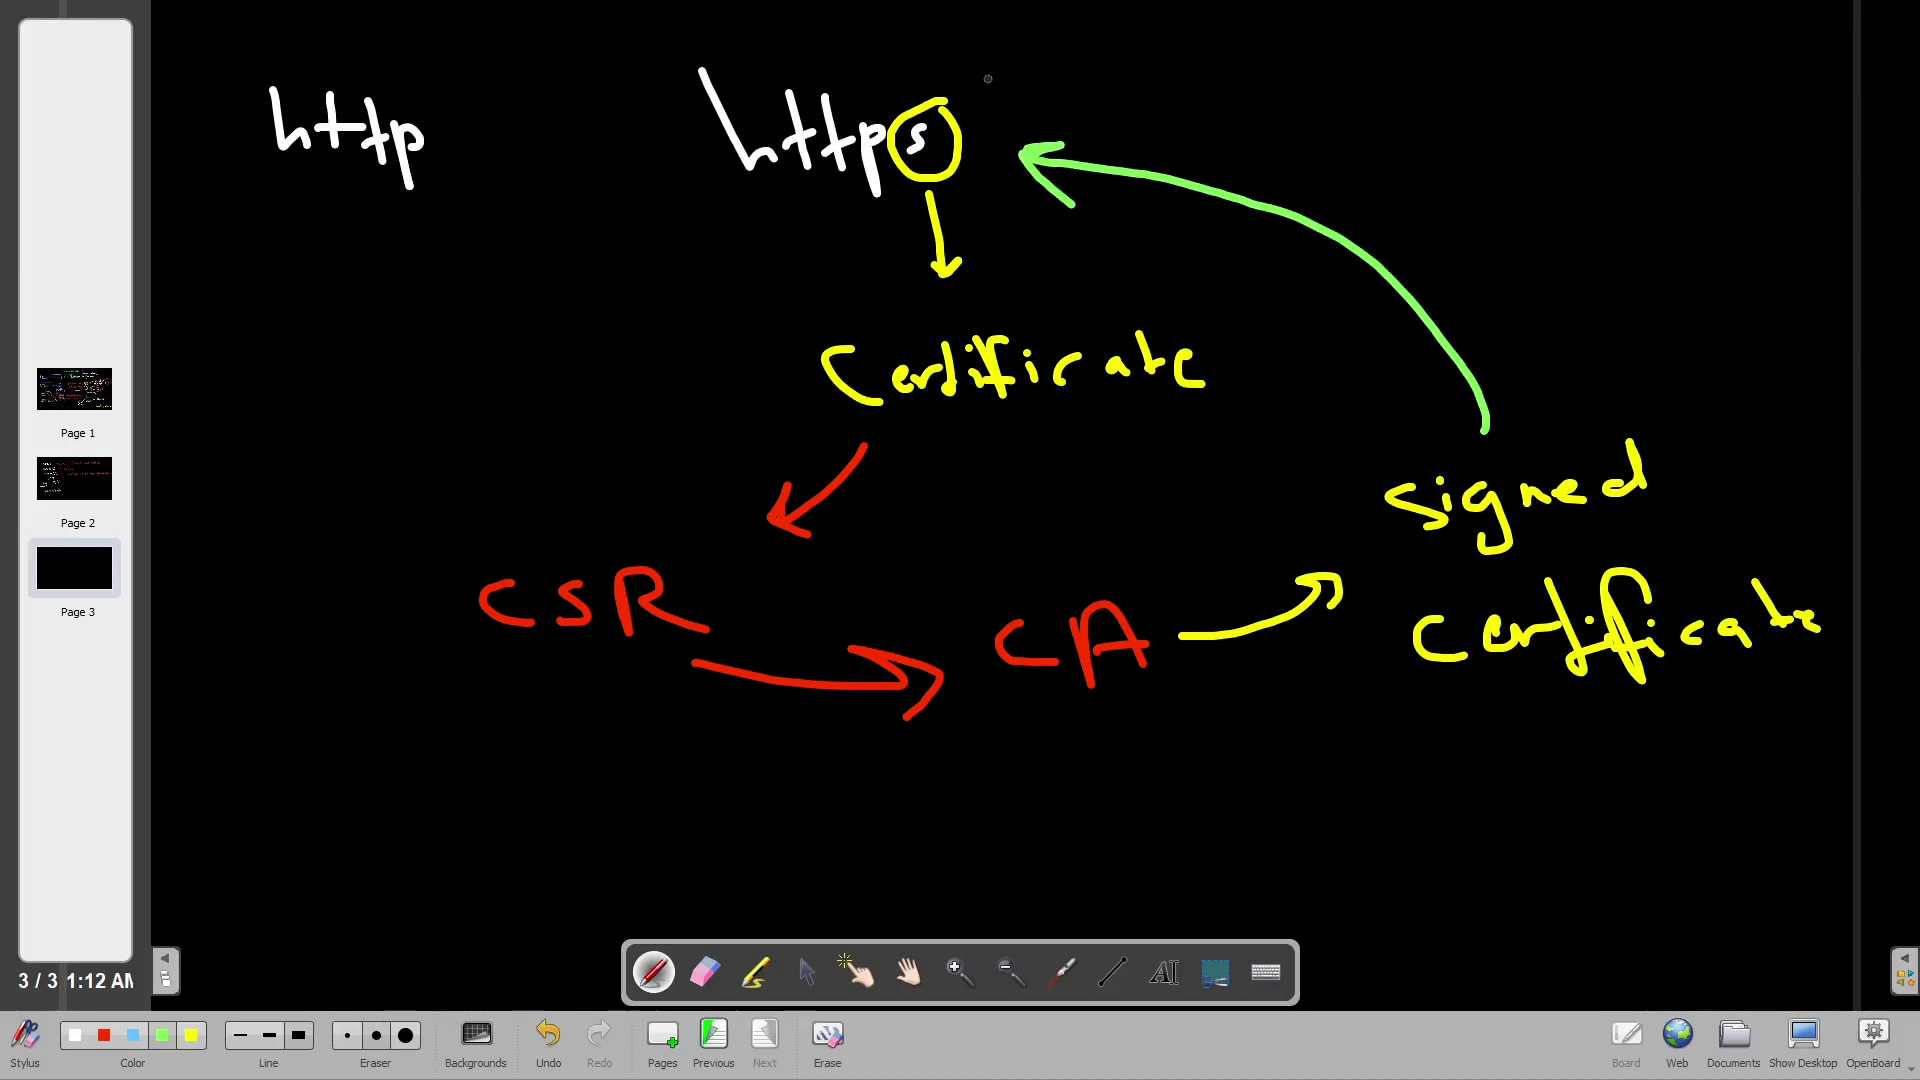 http
https
Certificate
CSR
CA
signed
certificate
Page 1
Page 2
Page 3
3 / 3 1:12 AM
AI
Stylus
Color
Line
Eraser
Backgrounds
Undo
Redo
Pages
Previous
Next
Erase
Board
Web
Documents
Show Desktop
OpenBoard